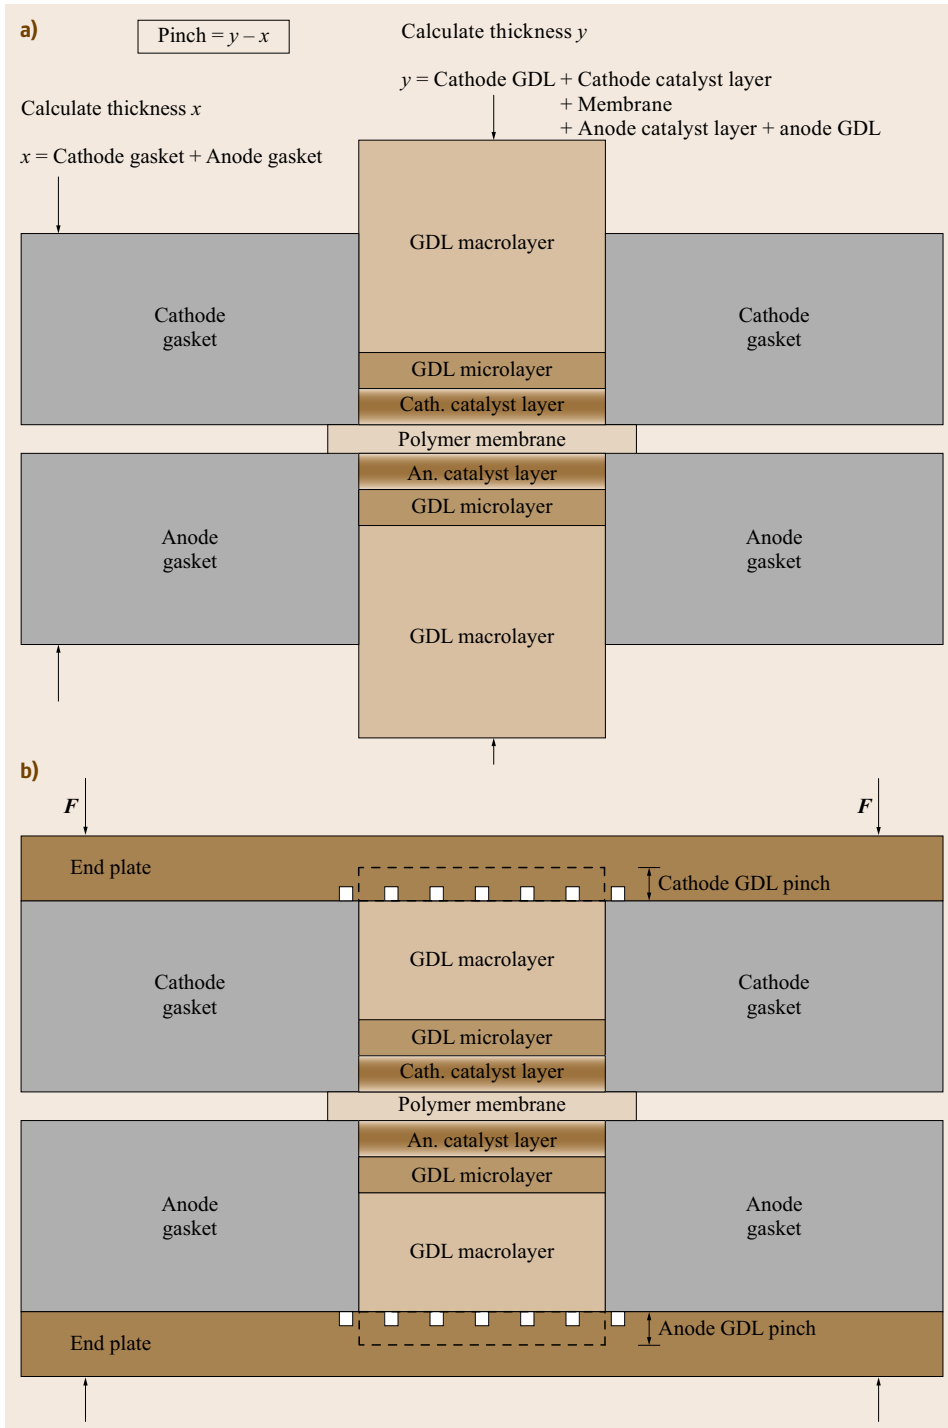 a)
Pinch = y – x
Calculate thickness y
y = Cathode GDL + Cathode catalyst layer
+ Membrane
+ Anode catalyst layer + anode GDL
Calculate thickness x
x = Cathode gasket + Anode gasket
GDL macrolayer
Cathode
gasket
Cathode
gasket
GDL microlayer
Cath. catalyst layer
Polymer membrane
An. catalyst layer
GDL microlayer
Anode
gasket
Anode
gasket
GDL macrolayer
b)
F
F
End plate
Cathode GDL pinch
GDL macrolayer
Cathode
gasket
Cathode
gasket
GDL microlayer
Cath. catalyst layer
Polymer membrane
An. catalyst layer
GDL microlayer
Anode
gasket
Anode
gasket
GDL macrolayer
Anode GDL pinch
End plate